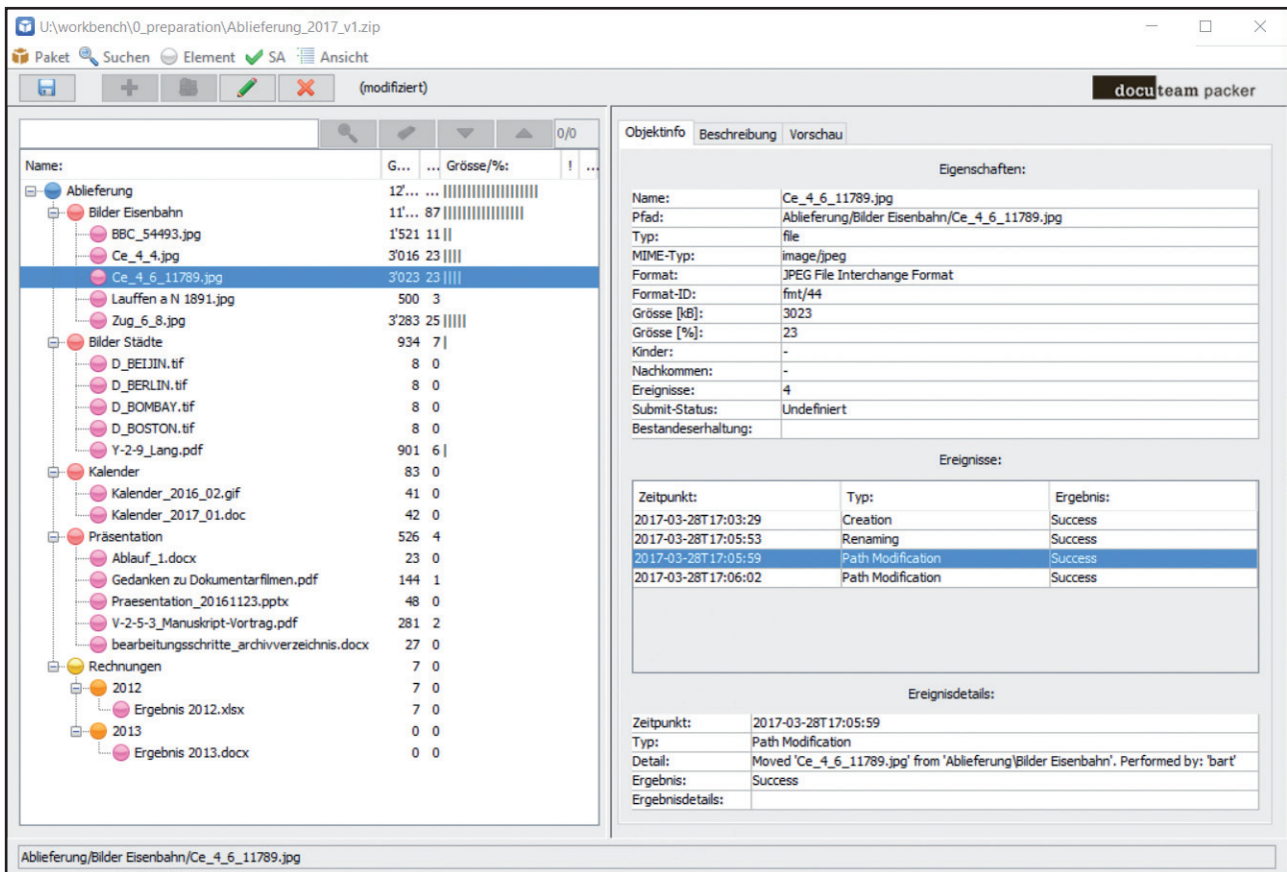 U:\workbench\0_preparation\Ablieferung_2017_v1.zip
Paket Suchen Element SA Ansicht
(modifiziert)
docuteam packer
0/0
Name: G... ... Grösse/%: ! ...
Ablieferung 12'... ...
Bilder Eisenbahn 11'... 87
BBC_54493.jpg 1'521 11
Ce_4_4.jpg 3'016 23
Ce_4_6_11789.jpg 3'023 23
Lauffen a N 1891.jpg 500 3
Zug_6_8.jpg 3'283 25
Bilder Städte 934 7
D_BEIJIN.tif 8 0
D_BERLIN.tif 8 0
D_BOMBAY.tif 8 0
D_BOSTON.tif 8 0
Y-2-9_Lang.pdf 901 6
Kalender 83 0
Kalender_2016_02.gif 41 0
Kalender_2017_01.doc 42 0
Präsentation 526 4
Ablauf_1.docx 23 0
Gedanken zu Dokumentarfilmen.pdf 144 1
Praesentation_20161123.pptx 48 0
V-2-5-3_Manuskript-Vortrag.pdf 281 2
bearbeitungsschritte_archivverzeichnis.docx 27 0
Rechnungen 7 0
2012 7 0
Ergebnis 2012.xlsx 7 0
2013 0 0
Ergebnis 2013.docx 0 0
Objektinfo Beschreibung Vorschau
Eigenschaften:
Name: Ce_4_6_11789.jpg
Pfad: Ablieferung/Bilder Eisenbahn/Ce_4_6_11789.jpg
Typ: file
MIME-Typ: image/jpeg
Format: JPEG File Interchange Format
Format-ID: fmt/44
Grösse [kB]: 3023
Grösse [%]: 23
Kinder: -
Nachkommen: -
Ereignisse: 4
Submit-Status: Undefiniert
Bestandeserhaltung:
Ereignisse:
Zeitpunkt: Typ: Ergebnis:
2017-03-28T17:03:29 Creation Success
2017-03-28T17:05:53 Renaming Success
2017-03-28T17:05:59 Path Modification Success
2017-03-28T17:06:02 Path Modification Success
Ereignisdetails:
Zeitpunkt: 2017-03-28T17:05:59
Typ: Path Modification
Detail: Moved 'Ce_4_6_11789.jpg' from 'Ablieferung\Bilder Eisenbahn'. Performed by: 'bart'
Ergebnis: Success
Ergebnisdetails:
Ablieferung/Bilder Eisenbahn/Ce_4_6_11789.jpg